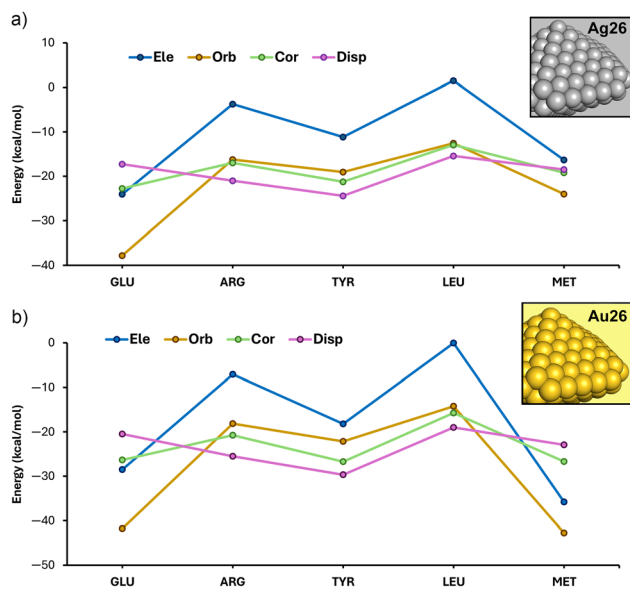 a)
Ag26
10
Ele Orb Cor Disp
0
Energy (kcal/mol)
−10
−20
−30
−40
GLU ARG TYR LEU MET
b)
Au26
0
Ele Orb Cor Disp
−10
Energy (kcal/mol)
−20
−30
−40
−50
GLU ARG TYR LEU MET